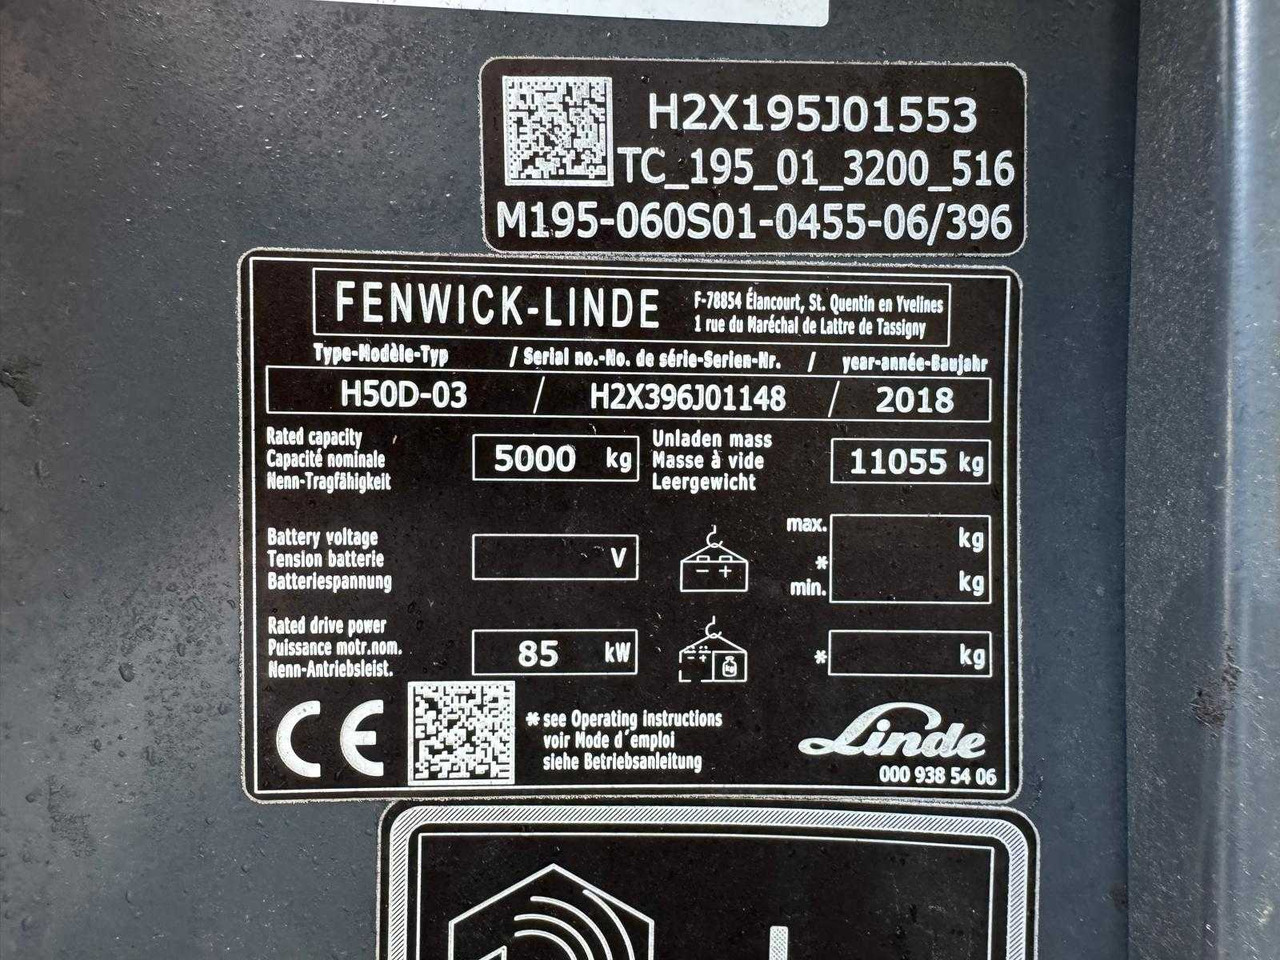 H2X195J01553
TC_195_01_3200_516
M195-060S01-0455-06/396
FENWICK-LINDE
F-78854 Élancourt, St. Quentin en Yvelines
1 rue du Maréchal de Lattre de Tassigny
Type-Modèle-Typ / Serial no.-No. de série-Serien-Nr. / year-année-Baujahr
H50D-03 / H2X396J01148 / 2018
Rated capacity
Capacité nominale
Nenn-Tragfähigkeit
5000 kg
Unladen mass
Masse à vide
Leergewicht
11055 kg
Battery voltage
Tension batterie
Batteriespannung
V
max. kg
*
min. kg
Rated drive power
Puissance motr.nom.
Nenn-Antriebsleist.
85 kW
* kg
CE
* see Operating instructions
voir Mode d´emploi
siehe Betriebsanleitung
Linde
000 938 54 06